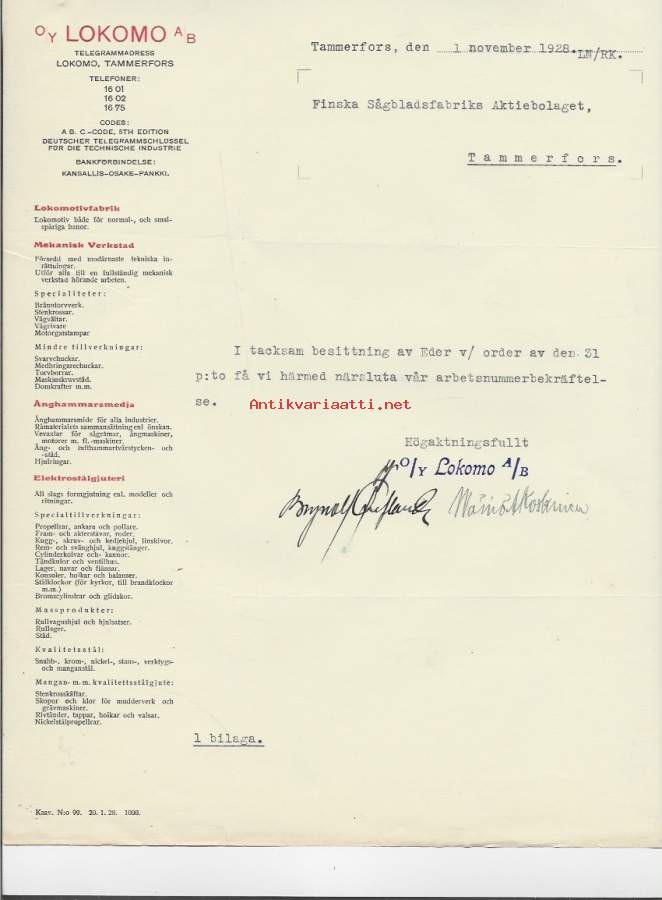 O/Y LOKOMO A/B
TELEGRAMMADRESS
LOKOMO, TAMMERFORS
TELEFONER:
16 01
16 02
16 75
CODES:
A B. C.-CODE, 5TH EDITION
DEUTSCHER TELEGRAMMSCHLÜSSEL
FÜR DIE TECHNISCHE INDUSTRIE
BANKFÖRBINDELSE:
KANSALLIS-OSAKE-PANKKI.
Tammerfors, den 1 november 1928. LN/RK.
Finska Sågbladsfabriks Aktiebolaget,
Tammerfors.
Lokomotivfabrik
Lokomotiv både för normal-, och smal-
spåriga banor.
Mekanisk Verkstad
Försedd med modärnaste tekniska in-
rättningar.
Utför alla till en fullständig mekanisk
verkstad hörande arbeten.
Specialiteter:
Bränntorvverk.
Stenkrossar.
Vägvältar.
Vägrivare
Motorgatstampar
Mindre tillverkningar:
Svarvchuckar.
Medbringarechuckar.
Torvborrar.
Maskinskruvstäd.
Domkrafter m.m.
Ånghammarsmedja
Ånghammarsmide för alla industrier.
Råmaterialets sammansättning enl. önskan.
Vevaxlar för sågramar, ångmaskiner,
motorer m. fl.-maskiner.
Äng- och lufthammartvärstycken- och
-städ.
Hjulringar.
Elektrostålgjuteri
All slags formgjutning enl. modeller och
ritningar.
Specialtillverkningar:
Propellrar, ankara och pollare.
Fram- och akterstävar, roder.
Kugg-, skruv- och kedjehjul, linskivor.
Rem- och svänghjul, kuggstänger.
Cylinderkolvar och- kannor.
Tändkulor och ventilhus.
Lager, navar och flänsar.
Konsoler, hoikar och balanser.
Stålklockor (för kyrkor, till brandklockor
m.m.)
Bromscylindrar och glidskor.
Massprodukter:
Rullvagnshjul och hjulsatser.
Rullager.
Städ.
Kvalitetsstål:
Snabb-, krom-, nickel-, stans-, verktygs-
och manganstål.
Mangan- m. m. kvalitettsstålgjute:
Stenkrosskäftar.
Skopor och klor för mudderverk och
grävmaskiner.
Rivtänder, tappar, hoikar och valsar.
Nickelstålpropellrar.
I tacksam besittning av Eder v/ order av den 31
p:to få vi härmed närsluta vår arbetsnummerbekräftel-
se.
Antikvariaatti.net
Högaktningsfullt
O/Y Lokomo A/B
1 bilaga.
Kaav. N:o 99. 20. 1. 28. 1000.